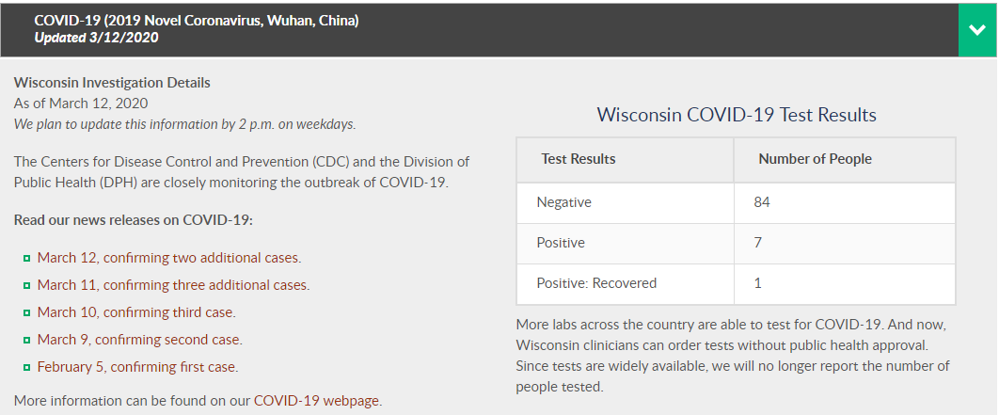 COVID-19 (2019 Novel Coronavirus, Wuhan, China)
Updated 3/12/2020
Wisconsin Investigation Details
As of March 12, 2020
We plan to update this information by 2 p.m. on weekdays.
The Centers for Disease Control and Prevention (CDC) and the Division of
Public Health (DPH) are closely monitoring the outbreak of COVID-19.
Read our news releases on COVID-19:
March 12, confirming two additional cases.
March 11, confirming three additional cases.
March 10, confirming third case.
March 9, confirming second case.
February 5, confirming first case.
More information can be found on our COVID-19 webpage.
Wisconsin COVID-19 Test Results
Test Results Number of People
Negative 84
Positive 7
Positive: Recovered 1
More labs across the country are able to test for COVID-19. And now,
Wisconsin clinicians can order tests without public health approval.
Since tests are widely available, we will no longer report the number of
people tested.